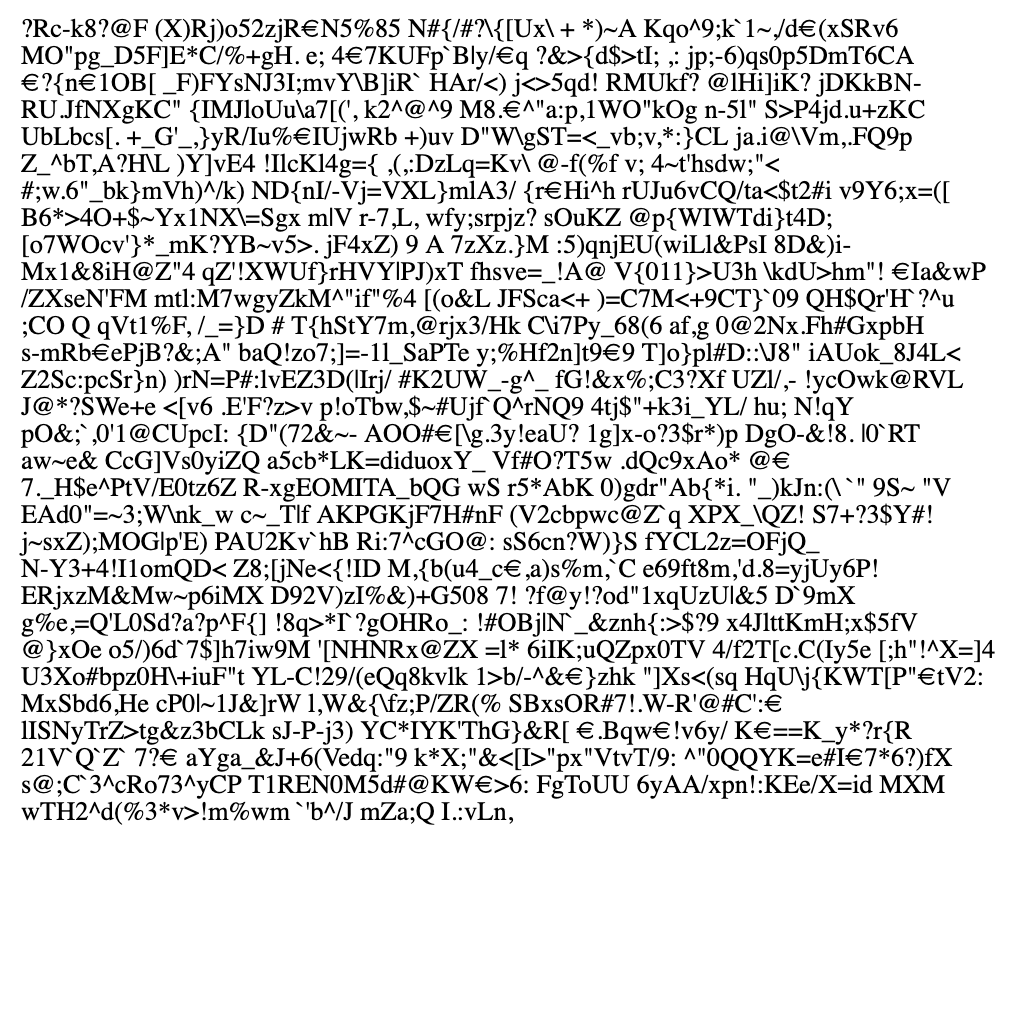 ?Rc-k8?@F (X)Rj)o52zjR€N5%85 N#{/#?\{[Ux\ + *)~A Kqo^9;k`1~,/d€(xSRv6
MO"pg_D5F]E*C/%+gH. e; 4€7KUFp`B|y/€q ?&>{d$>tI; ,: jp;-6)qs0p5DmT6CA
€?{n€1OB[ _F)FYsNJ3I;mvY\B]iR` HAr/<) j<>5qd! RMUkf? @lHi]iK? jDKkBN-
RU.JfNXgKC" {IMJloUu\a7[(', k2^@^9 M8.€^"a:p,1WO"kOg n-5l" S>P4jd.u+zKC
UbLbcs[. +_G'_,}yR/Iu%€IUjwRb +)uv D"W\gST=<_vb;v,*:}CL ja.i@\Vm,.FQ9p
Z_^bT,A?H\L )Y]vE4 !IlcKl4g={ ,(,:DzLq=Kv\ @-f(%f v; 4~t'hsdw;"<
#;w.6"_bk}mVh)^/k) ND{nI/-Vj=VXL}mlA3/ {r€Hi^h rUJu6vCQ/ta<$t2#i v9Y6;x=([
B6*>4O+$~Yx1NX\=Sgx m|V r-7,L, wfy;srpjz? sOuKZ @p{WIWTdi}t4D;
[o7WOcv'}*_mK?YB~v5>. jF4xZ) 9 A 7zXz.}M :5)qnjEU(wiLl&PsI 8D&)i-
Mx1&8iH@Z"4 qZ'!XWUf}rHVY|PJ)xT fhsve=_!A@ V{011}>U3h \kdU>hm"! €Ia&wP
/ZXseN'FM mtl:M7wgyZkM^"if"%4 [(o&L JFSca<+ )=C7M<+9CT}`09 QH$Qr'H`?^u
;CO Q qVt1%F, /_=}D # T{hStY7m,@rjx3/Hk C\i7Py_68(6 af,g 0@2Nx.Fh#GxpbH
s-mRb€ePjB?&;A" baQ!zo7;]=-1l_SaPTe y;%Hf2n]t9€9 T]o}pl#D::\J8" iAUok_8J4L<
Z2Sc:pcSr}n) )rN=P#:lvEZ3D(|Irj/ #K2UW_-g^_ fG!&x%;C3?Xf UZl/,- !ycOwk@RVL
J@*?SWe+e <[v6 .E'F?z>v p!oTbw,$~#Ujf`Q^rNQ9 4tj$"+k3i_YL/ hu; N!qY
pO&;`,0'1@CUpcI: {D"(72&~- AOO#€[\g.3y!eaU? 1g]x-o?3$r*)p DgO-&!8. |0`RT
aw~e& CcG]Vs0yiZQ a5cb*LK=diduoxY_ Vf#O?T5w .dQc9xAo* @€
7._H$e^PtV/E0tz6Z R-xgEOMITA_bQG wS r5*AbK 0)gdr"Ab{*i. "_)kJn:(\`" 9S~ "V
EAd0"=~3;W\nk_w c~_T|f AKPGKjF7H#nF (V2cbpwc@Z`q XPX_\QZ! S7+?3$Y#!
j~sxZ);MOG|p'E) PAU2Kv`hB Ri:7^cGO@: sS6cn?W)}S fYCL2z=OFjQ_
N-Y3+4!I1omQD< Z8;[jNe<{!ID M,{b(u4_c€,a)s%m,`C e69ft8m,'d.8=yjUy6P!
ERjxzM&Mw~p6iMX D92V)zI%&)+G508 7! ?f@y!?od"1xqUzU|&5 D`9mX
g%e,=Q'L0Sd?a?p^F{] !8q>*I`?gOHRo_: !#OBj|N`_&znh{:>$?9 x4JlttKmH;x$5fV
@}xOe o5/)6d`7$]h7iw9M '[NHNRx@ZX =l* 6iIK;uQZpx0TV 4/f2T[c.C(Iy5e [;h"!^X=]4
U3Xo#bpz0H\+iuF"t YL-C!29/(eQq8kvlk 1>b/-^&€}zhk "]Xs<(sq HqU\j{KWT[P"€tV2:
MxSbd6,He cP0|~1J&]rW l,W&{\fz;P/ZR(% SBxsOR#7!.W-R'@#C':€
lISNyTrZ>tg&z3bCLk sJ-P-j3) YC*IYK'ThG}&R[ €.Bqw€!v6y/ K€==K_y*?r{R
21V`Q`Z` 7?€ aYga_&J+6(Vedq:"9 k*X;"&<[I>"px"VtvT/9: ^"0QQYK=e#I€7*6?)fX
s@;C`3^cRo73^yCP T1REN0M5d#@KW€>6: FgToUU 6yAA/xpn!:KEe/X=id MXM
wTH2^d(%3*v>!m%wm`'b^/J mZa;Q I.:vLn,